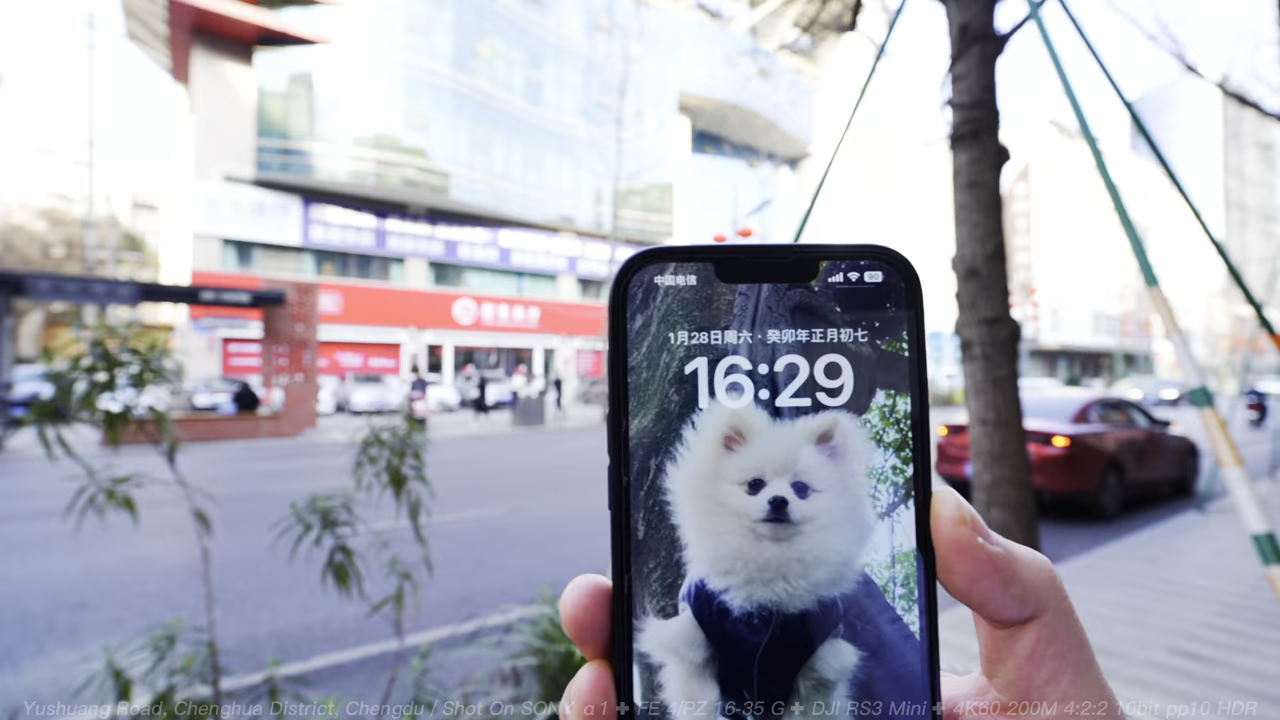 中国电信
90
1月28日周六·癸卯年正月初七
16:29
Yushuang Road, Chenghua District, Chengdu / Shot On SONY α1 ✚ FE 4/PZ 16-35 G ✚ DJI RS3 Mini ✚ 4K60 200M 4:2:2 10bit pp10 HDR